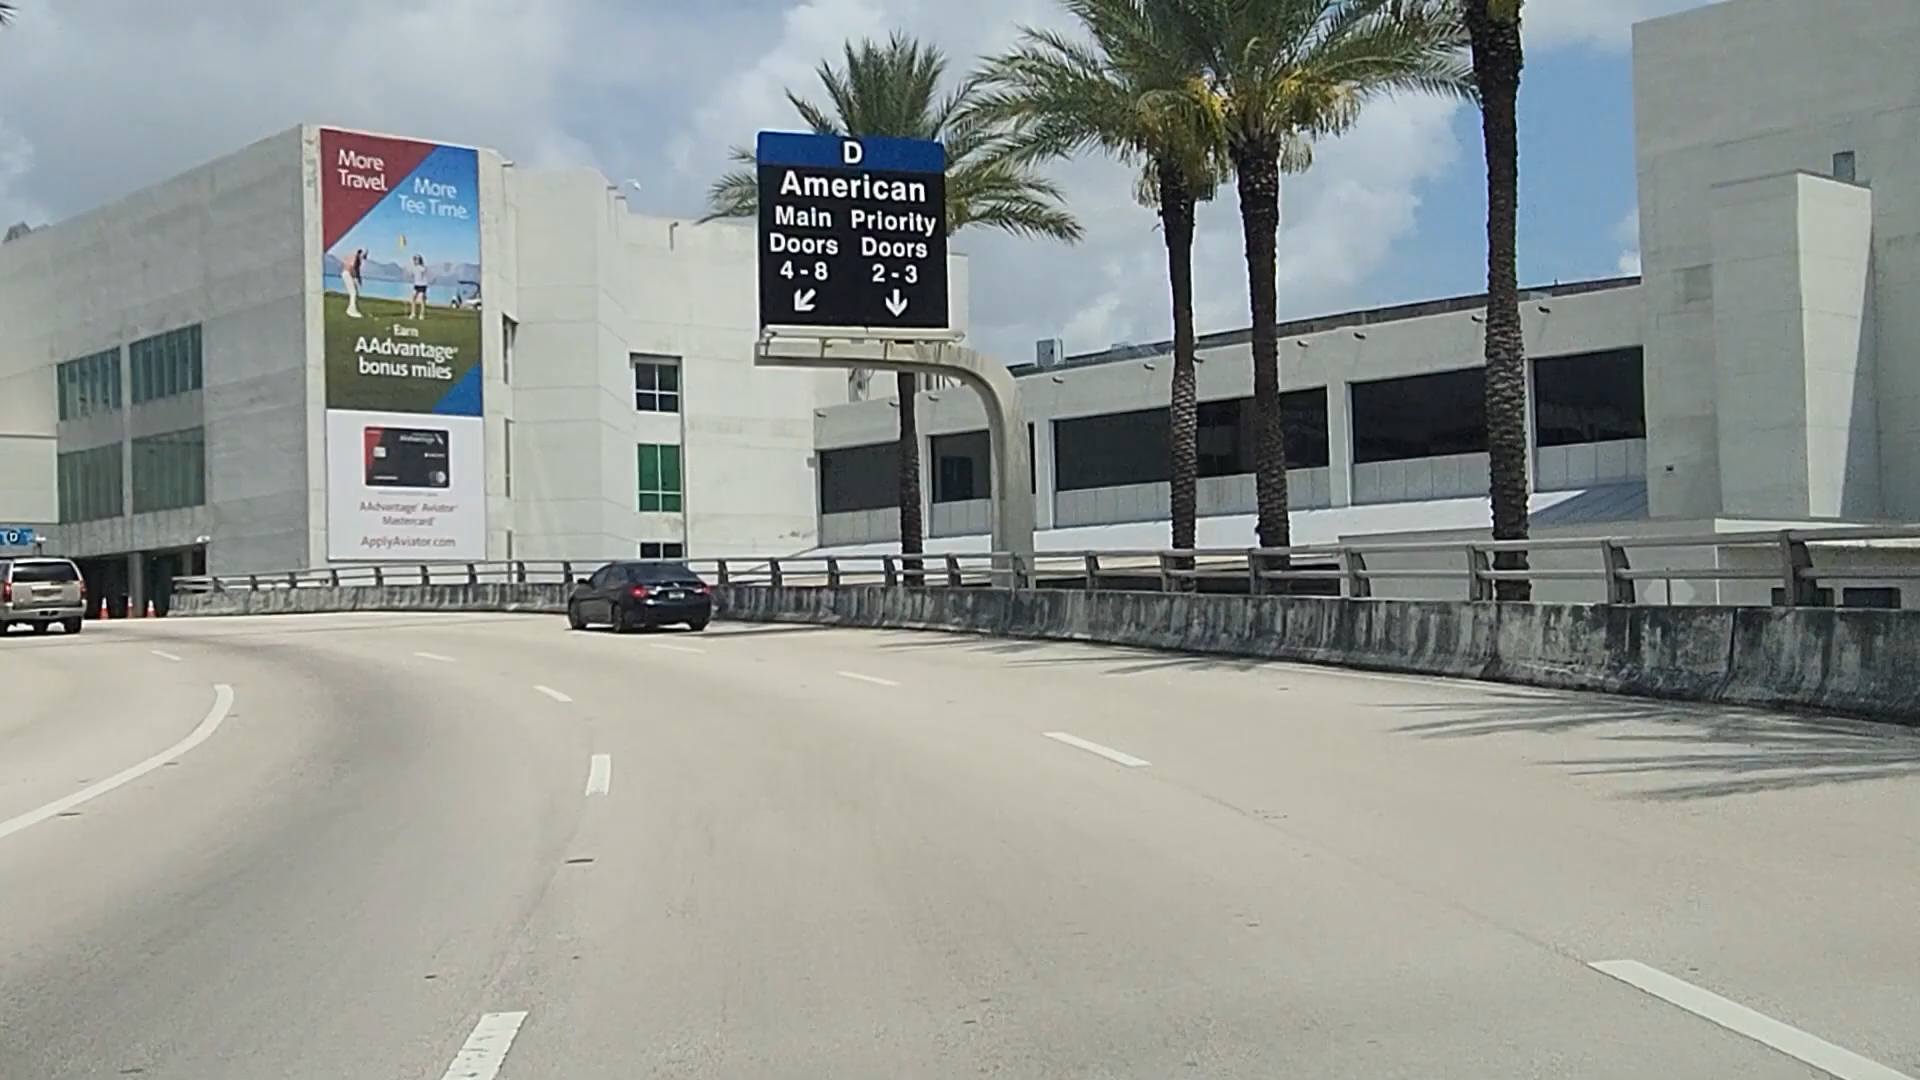 More
Travel.
More
Tee Time.
Earn
AAdvantage®
bonus miles
AAdvantage® Aviator®
Mastercard®
ApplyAviator.com
D
American
Main Priority
Doors Doors
4 - 8 2 - 3
D